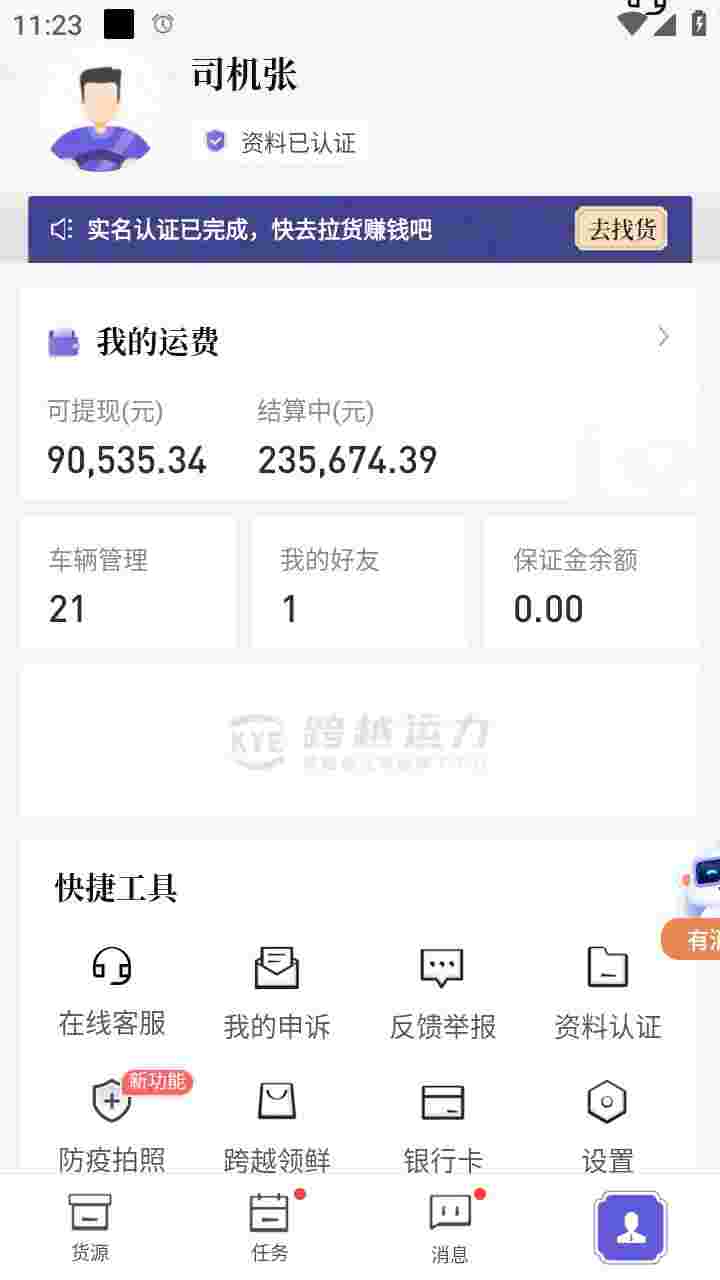 11:23
司机张
资料已认证
实名认证已完成，快去拉货赚钱吧 去找货
我的运费
可提现(元) 结算中(元)
90,535.34 235,674.39
车辆管理 我的好友 保证金余额
21 1 0.00
KYE 跨越运力
快捷工具
有
在线客服 我的申诉 反馈举报 资料认证
新功能
防疫拍照 跨越领鲜 银行卡 设置
货源 任务 消息